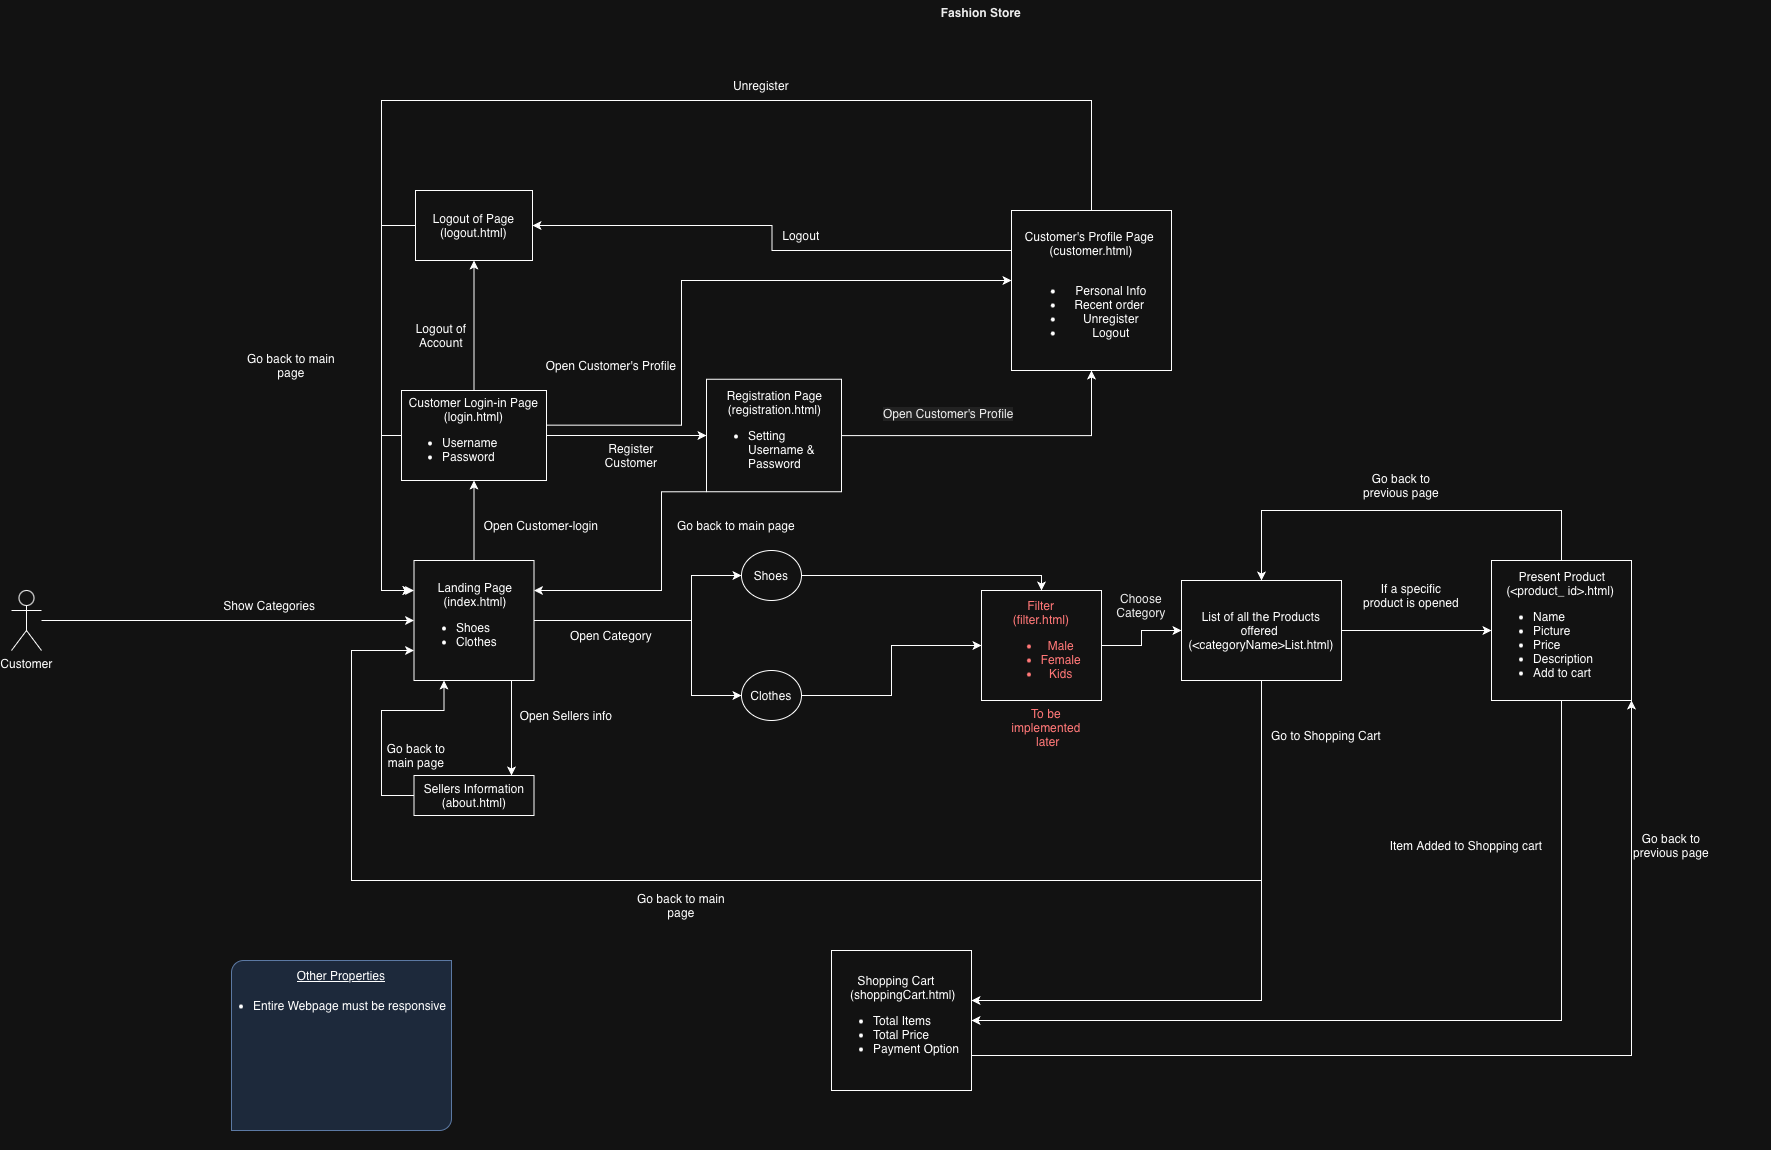 Fashion Store
Unregister
Logout of Page
(logout.html)
Logout
Customer's Profile Page
(customer.html)
• Personal Info
• Recent order
• Unregister
• Logout
Logout of
Account
Go back to main
page
Open Customer's Profile
Customer Login-in Page
(login.html)
• Username
• Password
Registration Page
(registration.html)
• Setting
Username &
Password
Open Customer's Profile
Register
Customer
Go back to
previous page
Open Customer-login
Go back to main page
Customer
Show Categories
Landing Page
(index.html)
• Shoes
• Clothes
Open Category
Shoes
Clothes
Filter
(filter.html)
• Male
• Female
• Kids
To be
implemented
later
Choose
Category
List of all the Products
offered
(<categoryName>List.html)
If a specific
product is opened
Present Product
(<product_ id>.html)
• Name
• Picture
• Price
• Description
• Add to cart
Open Sellers info
Go to Shopping Cart
Go back to
main page
Sellers Information
(about.html)
Item Added to Shopping cart
Go back to
previous page
Go back to main
page
Other Properties
• Entire Webpage must be responsive
Shopping Cart
(shoppingCart.html)
• Total Items
• Total Price
• Payment Option